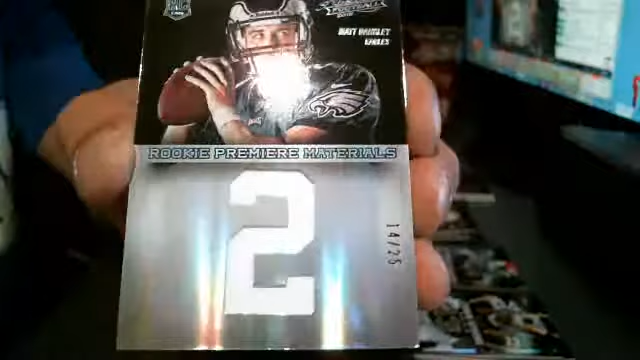 MATT BARKLEY
EAGLES
ROOKIE PREMIERE MATERIALS
2
14/25